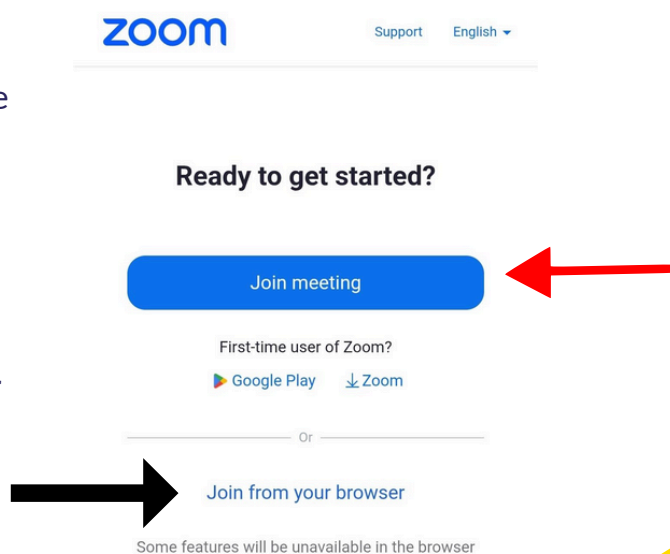 zoom
Support English
e
Ready to get started?
Join meeting
First-time user of Zoom?
Google Play Zoom
.
Or
Join from your browser
Some features will be unavailable in the browser